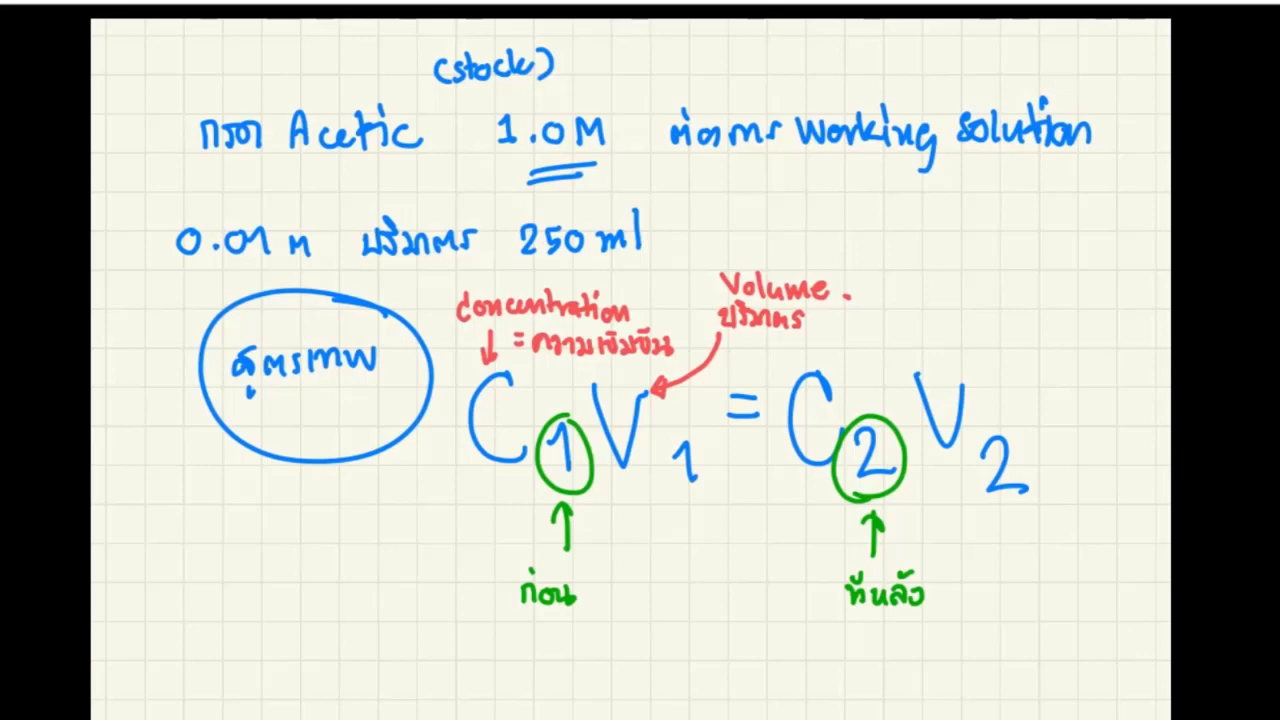 (stock)
กรด Acetic 1.0M ต้องการ working solution
0.01 M ปริมาตร 250 ml
Volume.
ปริมาตร
concentration
= ความเข้มข้น
สูตรเทพ
C1V1 = C2V2
ก่อน ทีหลัง